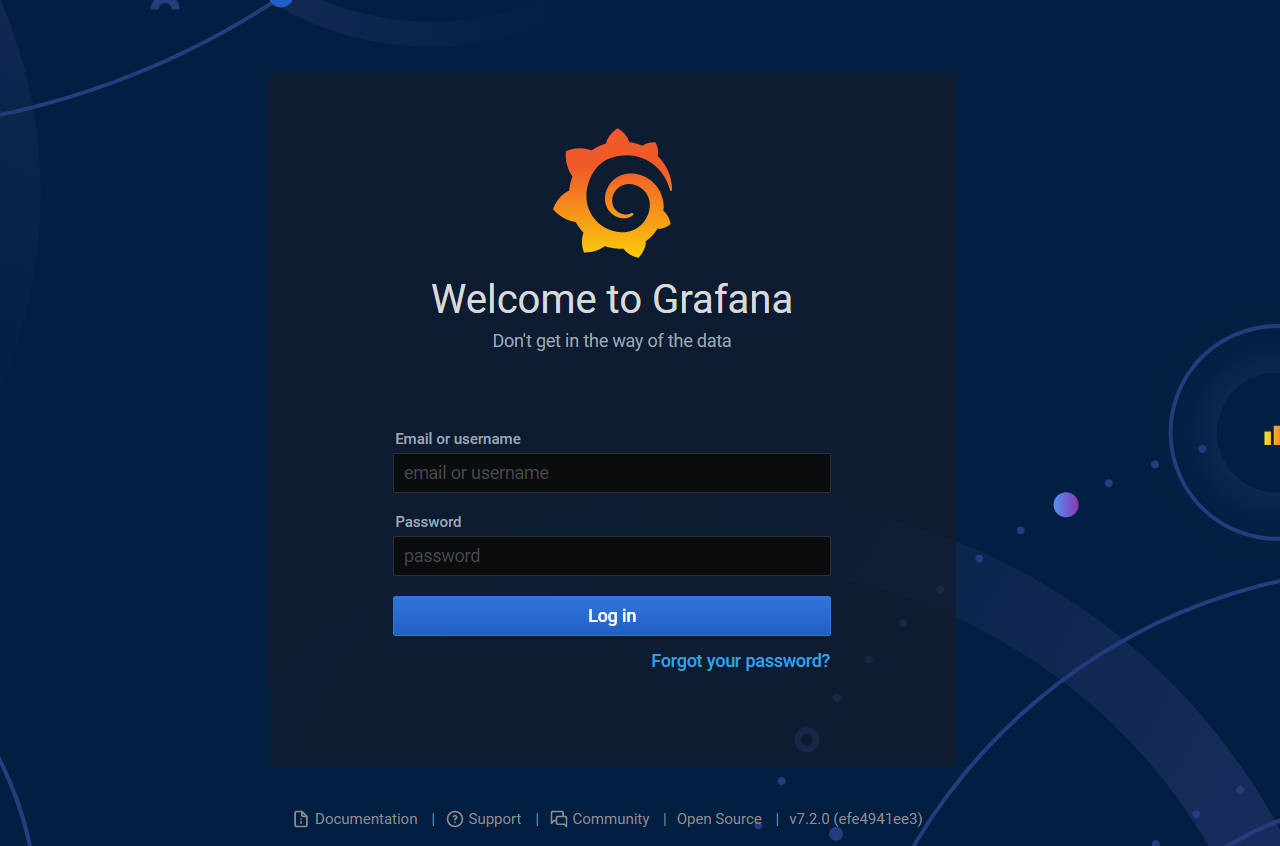 Welcome to Grafana
Don't get in the way of the data
Email or username
email or username
Password
password
Log in
Forgot your password?
Documentation | Support | Community | Open Source | v7.2.0 (efe4941ee3)